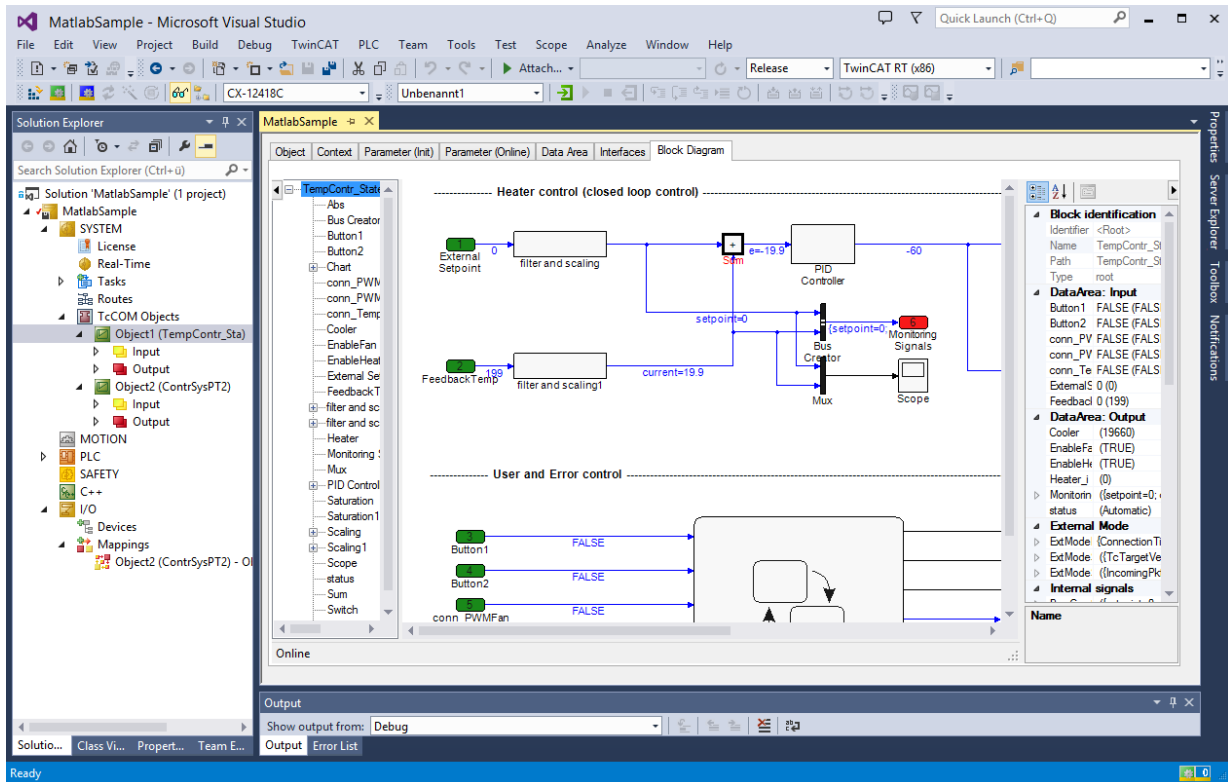 MatlabSample - Microsoft Visual Studio
Quick Launch (Ctrl+Q)
File Edit View Project Build Debug TwinCAT PLC Team Tools Test Scope Analyze Window Help
Attach... Release TwinCAT RT (x86)
CX-12418C Unbenannt1
Solution Explorer
Search Solution Explorer (Ctrl+ü)
Solution 'MatlabSample' (1 project)
MatlabSample
SYSTEM
License
Real-Time
Tasks
Routes
TcCOM Objects
Object1 (TempContr_Sta)
Input
Output
Object2 (ContrSysPT2)
Input
Output
MOTION
PLC
SAFETY
C++
I/O
Devices
Mappings
Object2 (ContrSysPT2) - O
Solutio... Class Vi... Propert... Team E...
MatlabSample
Object Context Parameter (Init) Parameter (Online) Data Area Interfaces Block Diagram
TempContr_State
Abs
Bus Creator
Button1
Button2
Chart
conn_PWM
conn_PWM
conn_Temp
Cooler
EnableFan
EnableHeat
External Se
FeedbackT
filter and sc
filter and sc
Heater
Monitoring S
Mux
PID Control
Saturation
Saturation1
Scaling
Scaling1
Scope
status
Sum
Switch
------------ Heater control (closed loop control) ------------
1
External
Setpoint
0
filter and scaling
+
Sum
e=-19.9
PID
Controller
-60
setpoint=0
{setpoint=0;
6
Monitoring
Signals
Bus
Creator
2
FeedbackTemp
199
filter and scaling1
current=19.9
Mux
Scope
------------ User and Error control ------------
3
Button1
FALSE
4
Button2
FALSE
5
conn_PWMFan
FALSE
Online
Block identification
Identifier <Root>
Name TempContr_St
Path TempContr_St
Type root
DataArea: Input
Button1 FALSE (FALS
Button2 FALSE (FALS
conn_PV FALSE (FALS
conn_PV FALSE (FALS
conn_Te FALSE (FALS
ExternalS 0 (0)
Feedbacl 0 (199)
DataArea: Output
Cooler (19660)
EnableFa (TRUE)
EnableHe (TRUE)
Heater_i (0)
Monitorin ({setpoint=0;
status (Automatic)
External Mode
ExtMode {ConnectionTi
ExtMode ({TcTargetVe
ExtMode ({IncomingPk
Internal signals
Name
Properties
Server Explorer
Toolbox
Notifications
Output
Show output from: Debug
Output Error List
Ready
0